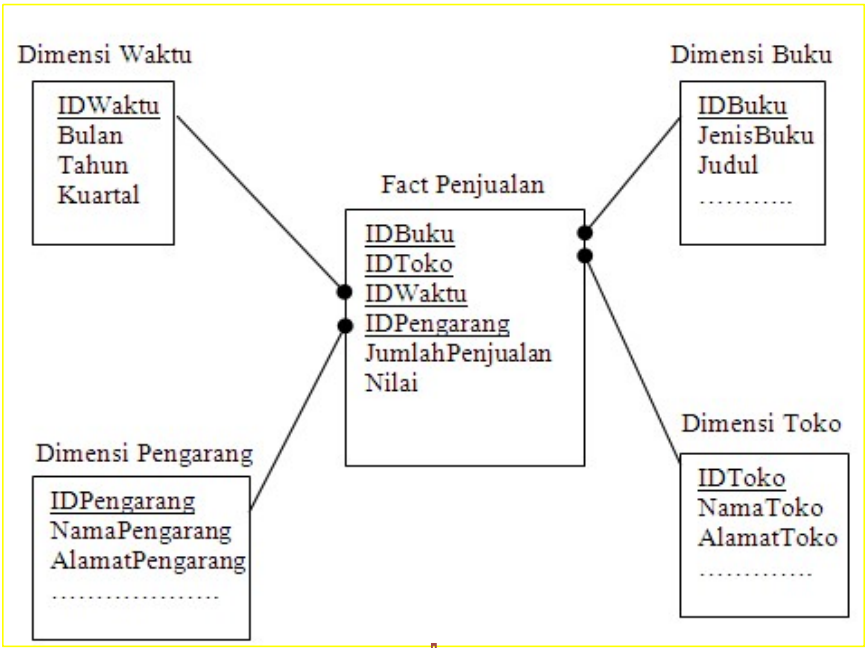 Dimensi Waktu
IDWaktu
Bulan
Tahun
Kuartal
Dimensi Buku
IDBuku
JenisBuku
Judul
...........
Fact Penjualan
IDBuku
IDToko
IDWaktu
IDPengarang
JumlahPenjualan
Nilai
Dimensi Pengarang
IDPengarang
NamaPengarang
AlamatPengarang
...................
Dimensi Toko
IDToko
NamaToko
AlamatToko
.............